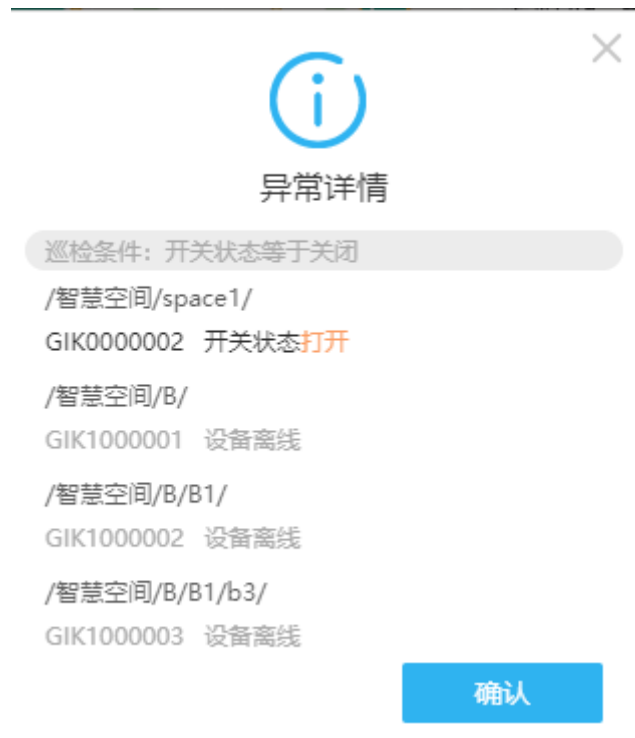 异常详情
巡检条件：开关状态等于关闭
/智慧空间/space1/
GIK0000002 开关状态打开
/智慧空间/B/
GIK1000001 设备离线
/智慧空间/B/B1/
GIK1000002 设备离线
/智慧空间/B/B1/b3/
GIK1000003 设备离线
确认